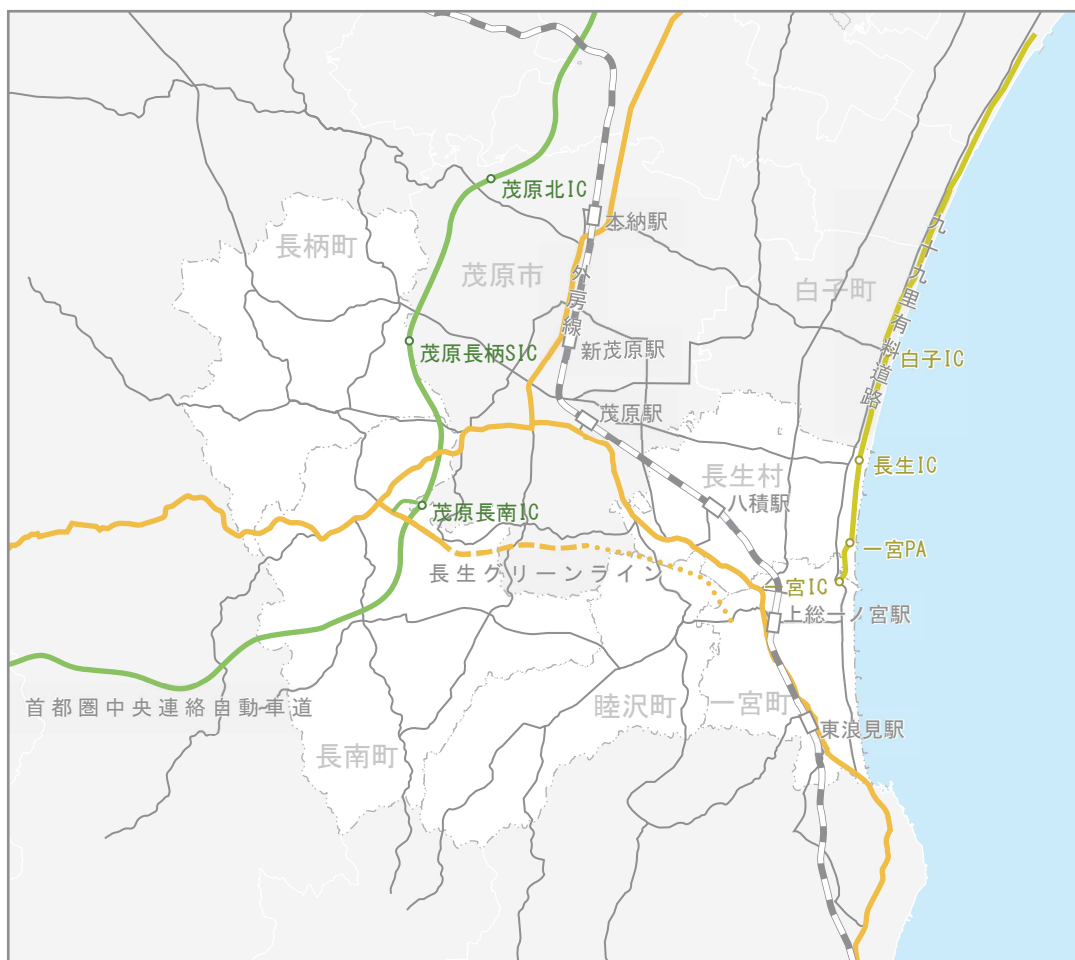 茂原北IC
本納駅
九十九里有料道路
長柄町
茂原市
外房線
白子町
茂原長柄SIC
新茂原駅
白子IC
茂原駅
長生村
長生IC
八積駅
茂原長南IC
一宮PA
長生グリーンライン
一宮IC
上総一ノ宮駅
首都圏中央連絡自動車道
睦沢町
一宮町
東浪見駅
長南町